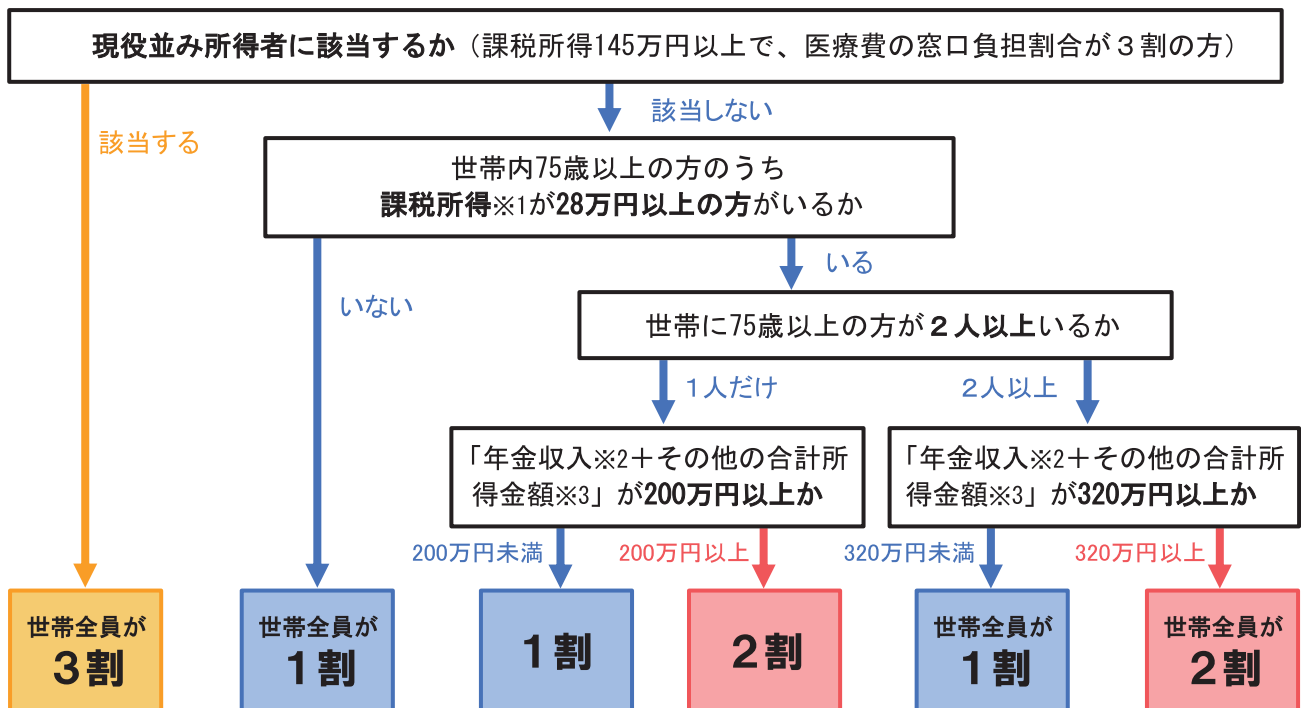 現役並み所得者に該当するか（課税所得145万円以上で、医療費の窓口負担割合が３割の方）
該当する
該当しない
世帯内75歳以上の方のうち
課税所得※1が28万円以上の方がいるか
いない
いる
世帯に75歳以上の方が２人以上いるか
１人だけ
２人以上
「年金収入※2＋その他の合計所
得金額※3」が200万円以上か
「年金収入※2＋その他の合計所
得金額※3」が320万円以上か
200万円未満
200万円以上
320万円未満
320万円以上
世帯全員が
３割
世帯全員が
１割
１割
２割
世帯全員が
１割
世帯全員が
２割